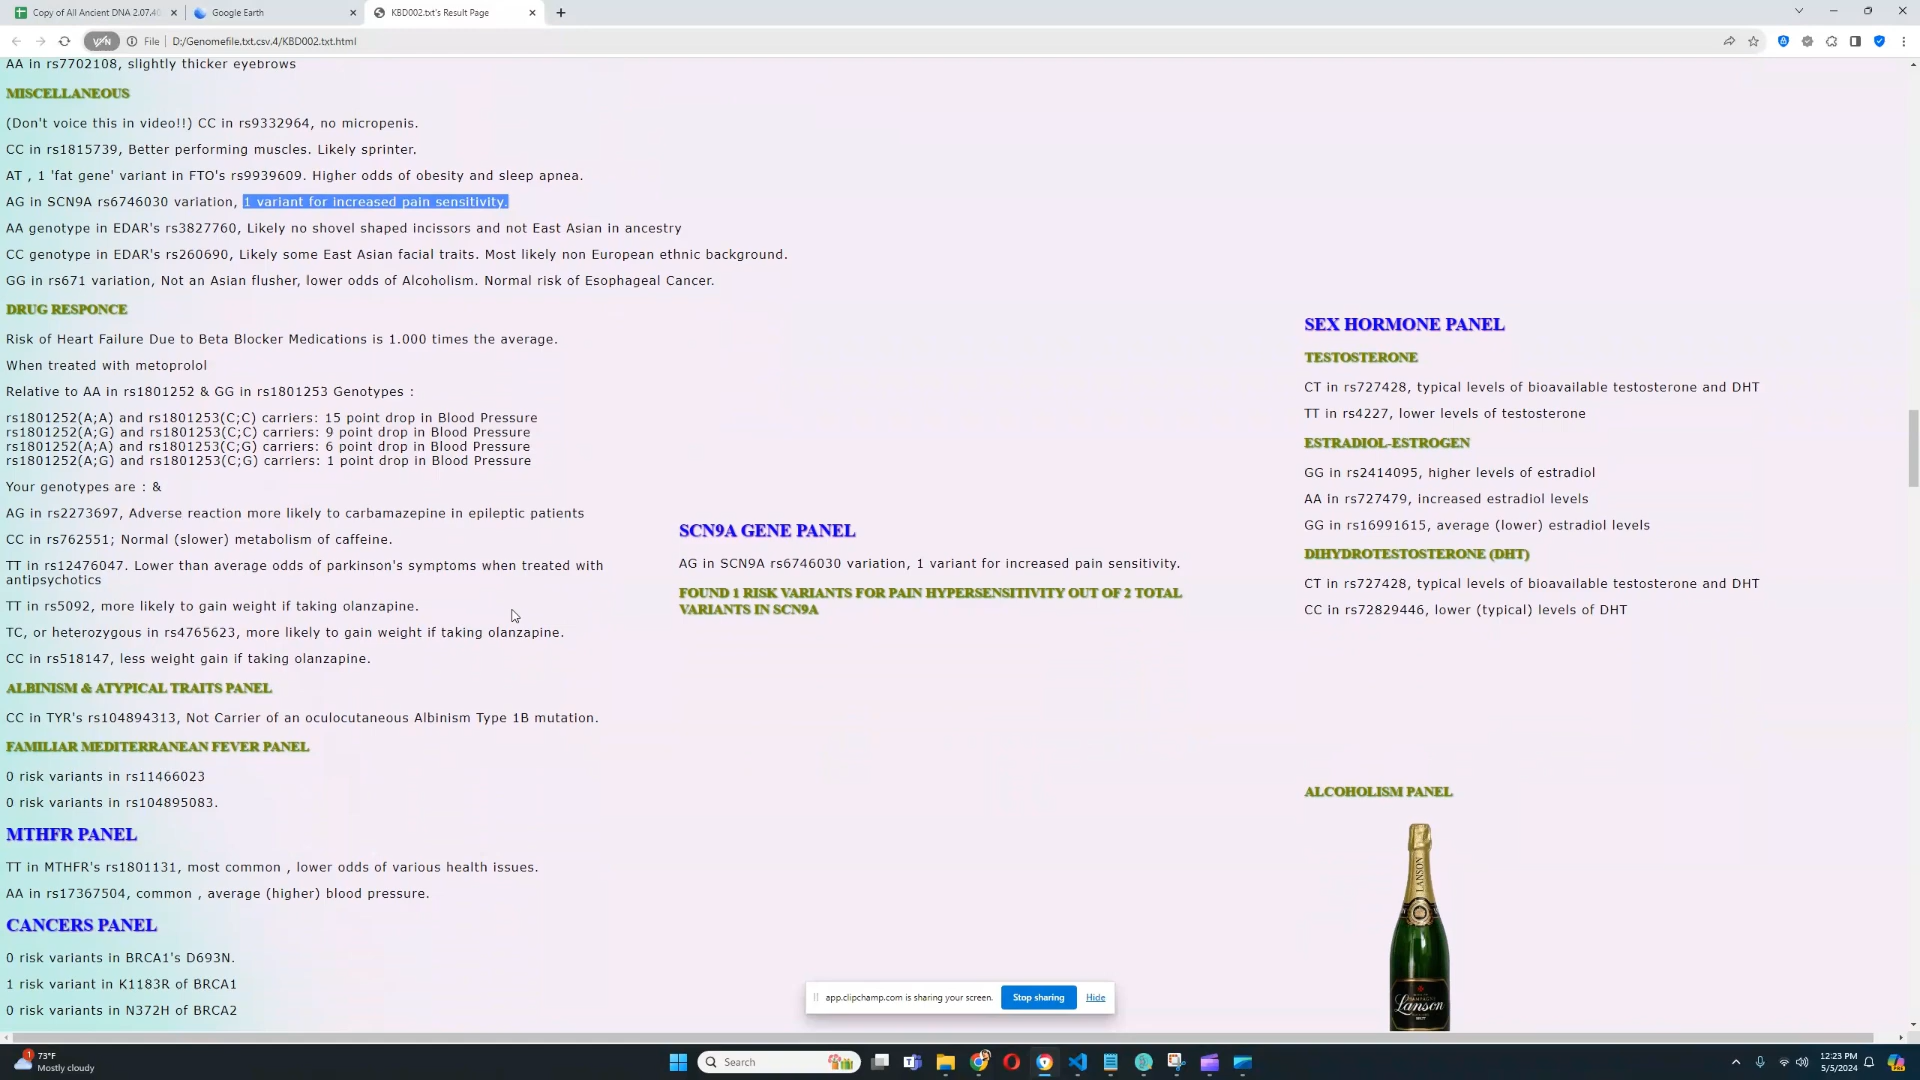 Copy of All Ancient DNA 2.07.4
Google Earth
KBD002.txt's Result Page
File
D:/Genomefile.txt.csv.4/KBD002.txt.html
AA in rs7702108, slightly thicker eyebrows
MISCELLANEOUS
(Don't voice this in video!!) CC in rs9332964, no micropenis.
CC in rs1815739, Better performing muscles. Likely sprinter.
AT , 1 'fat gene' variant in FTO's rs9939609. Higher odds of obesity and sleep apnea.
AG in SCN9A rs6746030 variation, 1 variant for increased pain sensitivity.
AA genotype in EDAR's rs3827760, Likely no shovel shaped incissors and not East Asian in ancestry
CC genotype in EDAR's rs260690, Likely some East Asian facial traits. Most likely non European ethnic background.
GG in rs671 variation, Not an Asian flusher, lower odds of Alcoholism. Normal risk of Esophageal Cancer.
DRUG RESPONCE
Risk of Heart Failure Due to Beta Blocker Medications is 1.000 times the average.
When treated with metoprolol
Relative to AA in rs1801252 & GG in rs1801253 Genotypes :
rs1801252(A;A) and rs1801253(C;C) carriers: 15 point drop in Blood Pressure
rs1801252(A;G) and rs1801253(C;C) carriers: 9 point drop in Blood Pressure
rs1801252(A;A) and rs1801253(C;G) carriers: 6 point drop in Blood Pressure
rs1801252(A;G) and rs1801253(C;G) carriers: 1 point drop in Blood Pressure
Your genotypes are : &
AG in rs2273697, Adverse reaction more likely to carbamazepine in epileptic patients
CC in rs762551; Normal (slower) metabolism of caffeine.
TT in rs12476047. Lower than average odds of parkinson's symptoms when treated with
antipsychotics
TT in rs5092, more likely to gain weight if taking olanzapine.
TC, or heterozygous in rs4765623, more likely to gain weight if taking olanzapine.
CC in rs518147, less weight gain if taking olanzapine.
ALBINISM & ATYPICAL TRAITS PANEL
CC in TYR's rs104894313, Not Carrier of an oculocutaneous Albinism Type 1B mutation.
FAMILIAR MEDITERRANEAN FEVER PANEL
0 risk variants in rs11466023
0 risk variants in rs104895083.
MTHFR PANEL
TT in MTHFR's rs1801131, most common , lower odds of various health issues.
AA in rs17367504, common , average (higher) blood pressure.
CANCERS PANEL
0 risk variants in BRCA1's D693N.
1 risk variant in K1183R of BRCA1
0 risk variants in N372H of BRCA2
SCN9A GENE PANEL
AG in SCN9A rs6746030 variation, 1 variant for increased pain sensitivity.
FOUND 1 RISK VARIANTS FOR PAIN HYPERSENSITIVITY OUT OF 2 TOTAL
VARIANTS IN SCN9A
SEX HORMONE PANEL
TESTOSTERONE
CT in rs727428, typical levels of bioavailable testosterone and DHT
TT in rs4227, lower levels of testosterone
ESTRADIOL-ESTROGEN
GG in rs2414095, higher levels of estradiol
AA in rs727479, increased estradiol levels
GG in rs16991615, average (lower) estradiol levels
DIHYDROTESTOSTERONE (DHT)
CT in rs727428, typical levels of bioavailable testosterone and DHT
CC in rs72829446, lower (typical) levels of DHT
ALCOHOLISM PANEL
LANSON
Lanson
app.clipchamp.com is sharing your screen.
Stop sharing
Hide
1
73°F
Mostly cloudy
Search
12:23 PM
5/5/2024